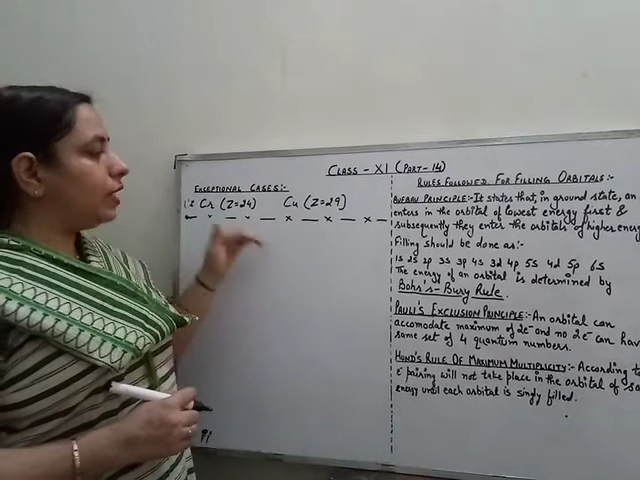 CLASS - XI (PART-14)
EXCEPTIONAL CASES:-
Cr (Z=24) Cu (Z=29)
RULES FOLLOWED FOR FILLING ORBITALS:-
AUFBAU PRINCIPLE:- It states that, in ground state, an
enters in the orbital of lowest energy first &
subsequently they enter the orbitals of higher energ
Filling should be done as:-
1s 2s 2p 3s 3p 4s 3d 4p 5s 4d 5p 6s
The energy of an orbital is determined by
Bohr's-Bury Rule.
PAULI'S EXCLUSION PRINCIPLE:- An orbital can
accomodate maximum of 2e⁻ and no 2e⁻ can hav
same set of 4 quantum numbers.
HUND'S RULE OF MAXIMUM MULTIPLICITY:- According to
e⁻ pairing will not take place in the orbital of sa
energy until each orbital is singly filled.